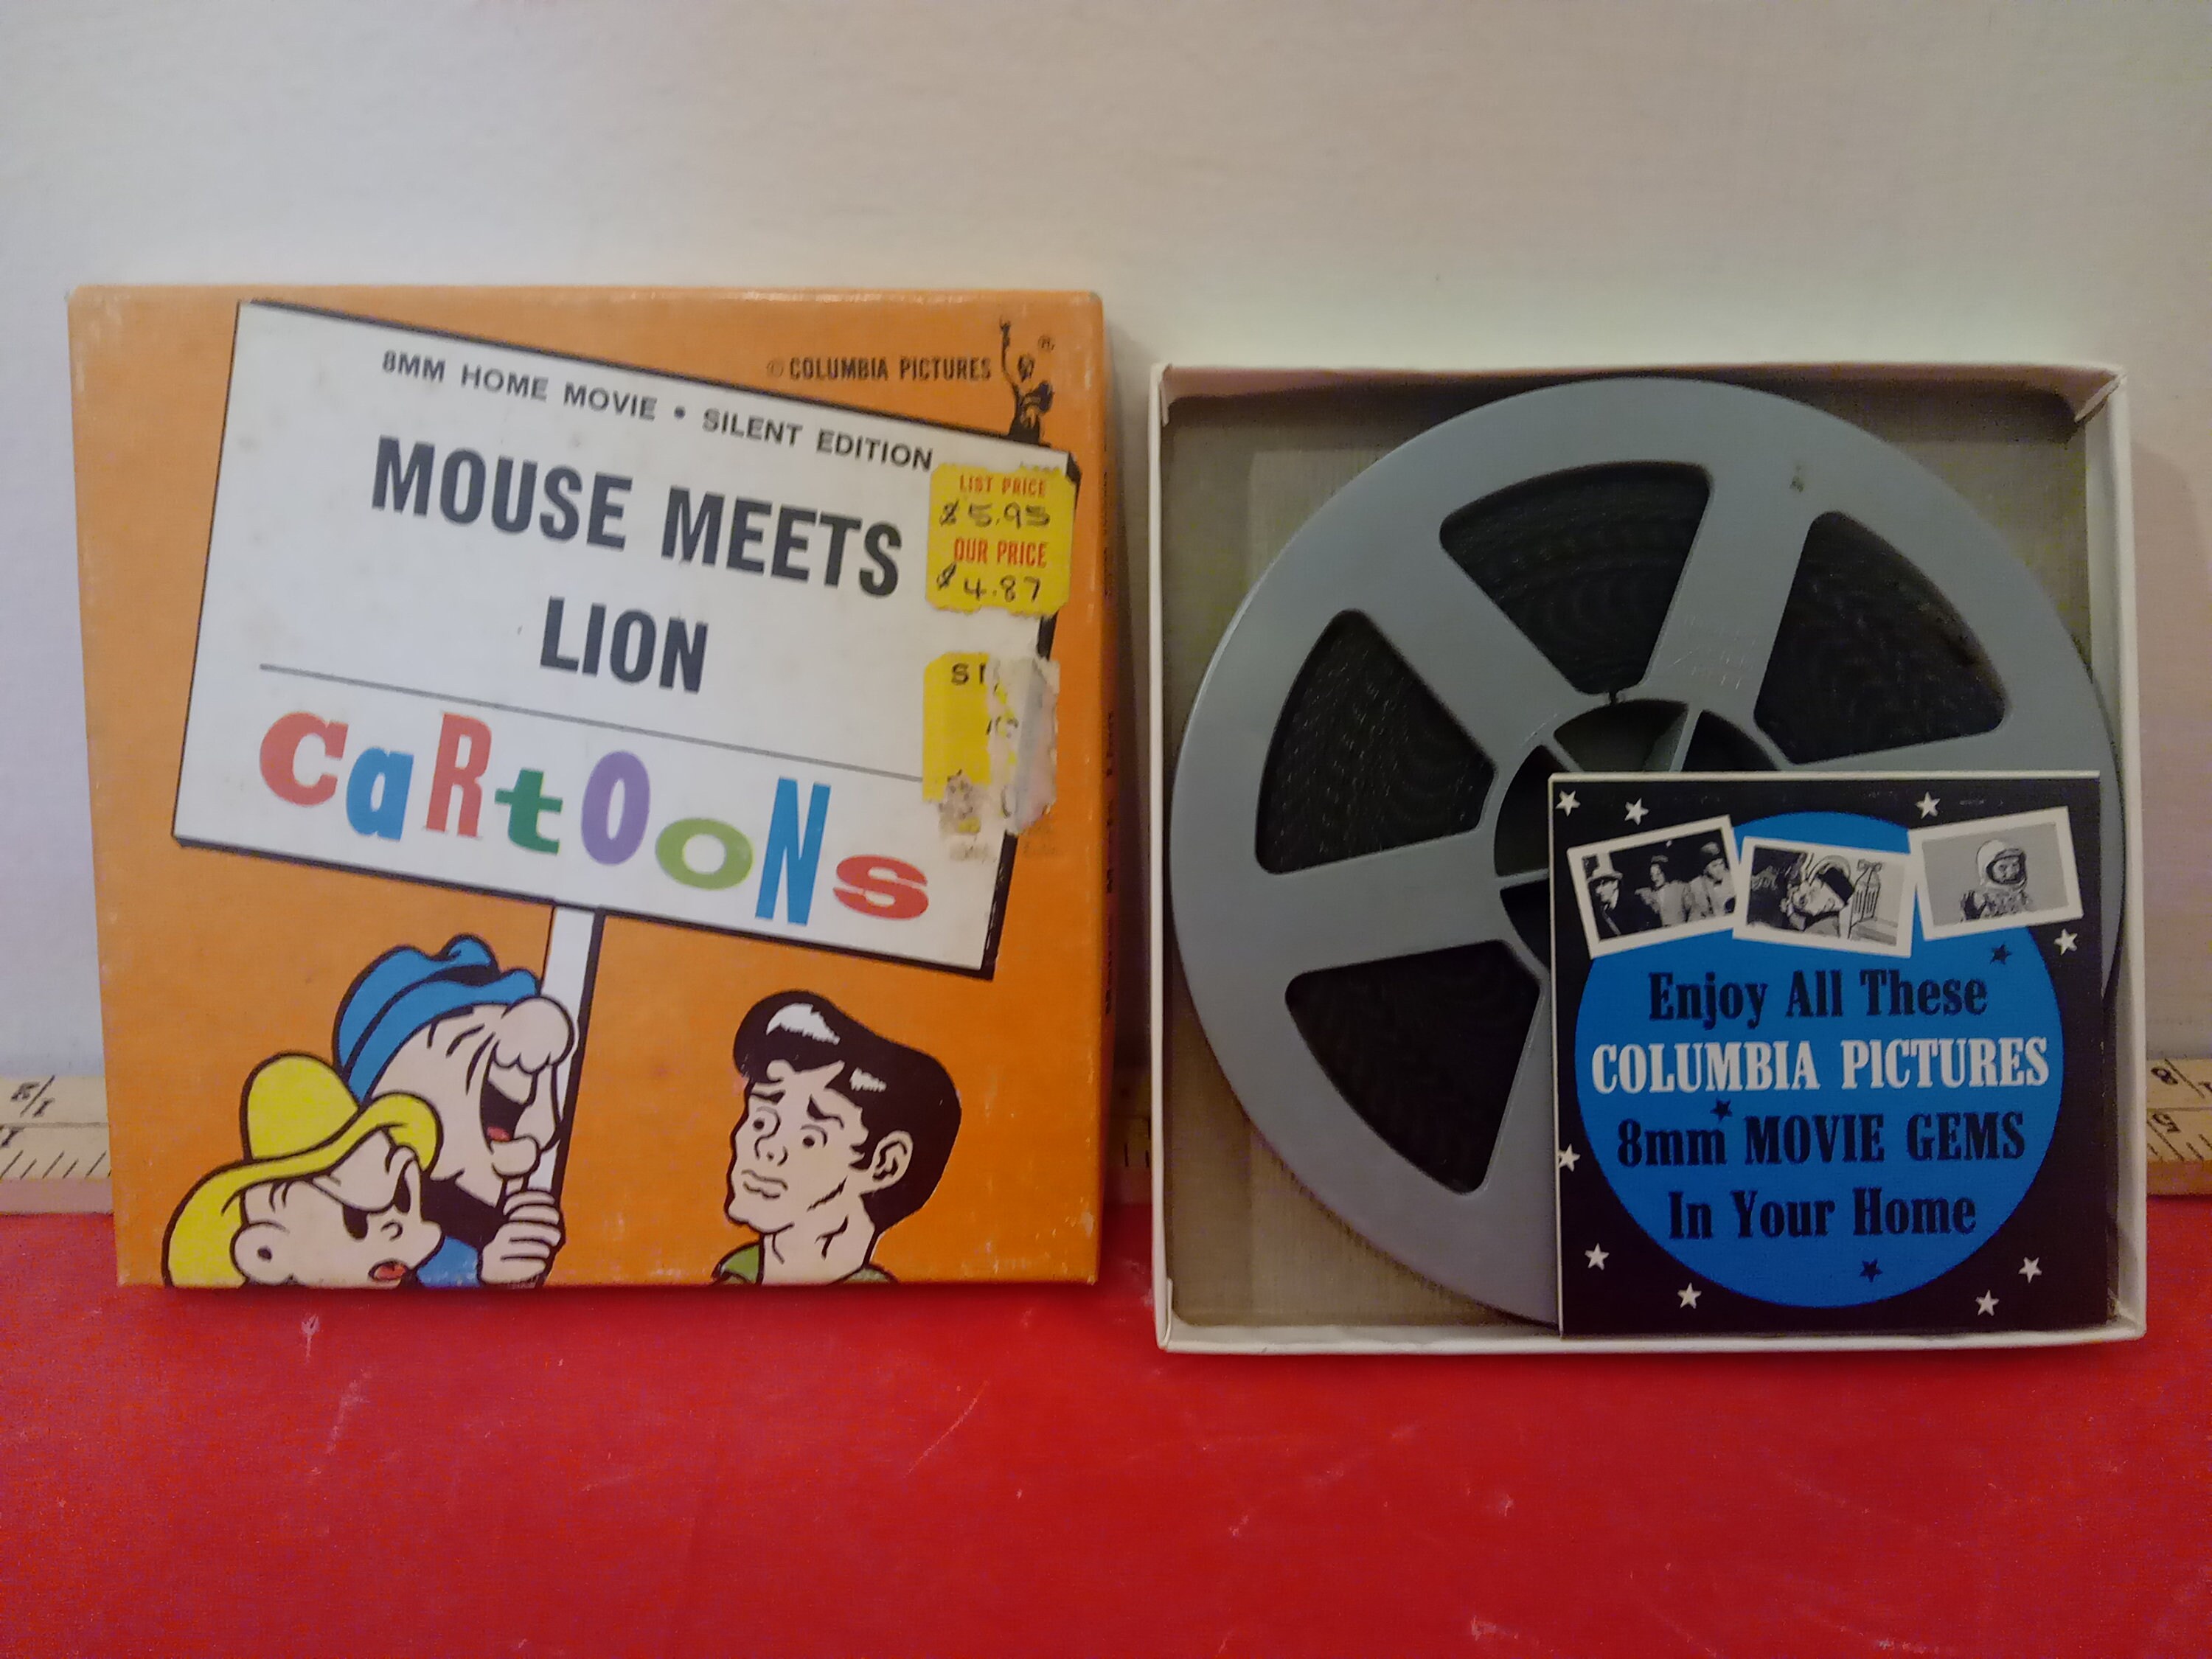 © COLUMBIA PICTURES ®
8MM HOME MOVIE • SILENT EDITION
MOUSE MEETS
LION
CaRtOoNs
LIST PRICE
$5.95
OUR PRICE
$4.87
Enjoy All These
COLUMBIA PICTURES
8mm MOVIE GEMS
In Your Home